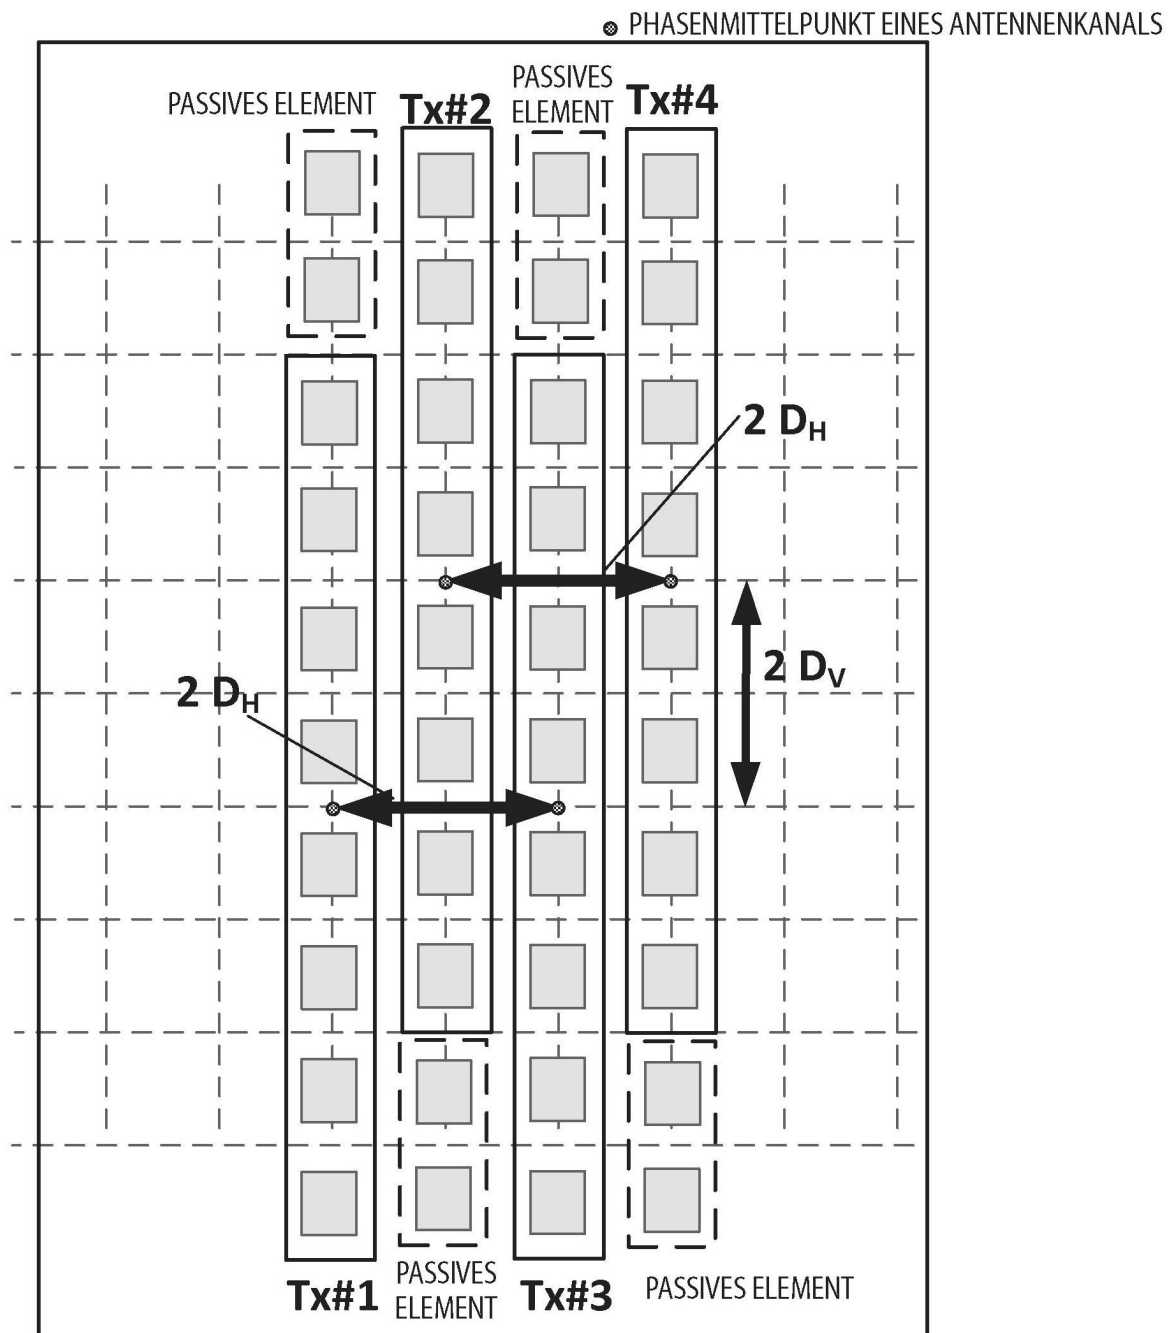 PHASENMITTELPUNKT EINES ANTENNENKANALS
PASSIVES ELEMENT
Tx#2
PASSIVES
ELEMENT
Tx#4
2 DH
2 DV
2 DH
Tx#1
PASSIVES
ELEMENT
Tx#3
PASSIVES ELEMENT